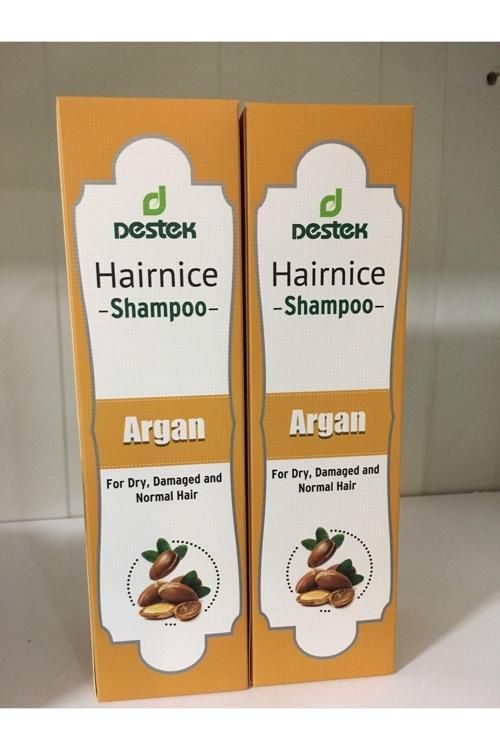 Destek
Hairnice
-Shampoo-
Argan
For Dry, Damaged and
Normal Hair
Destek
Hairnice
-Shampoo-
Argan
For Dry, Damaged and
Normal Hair